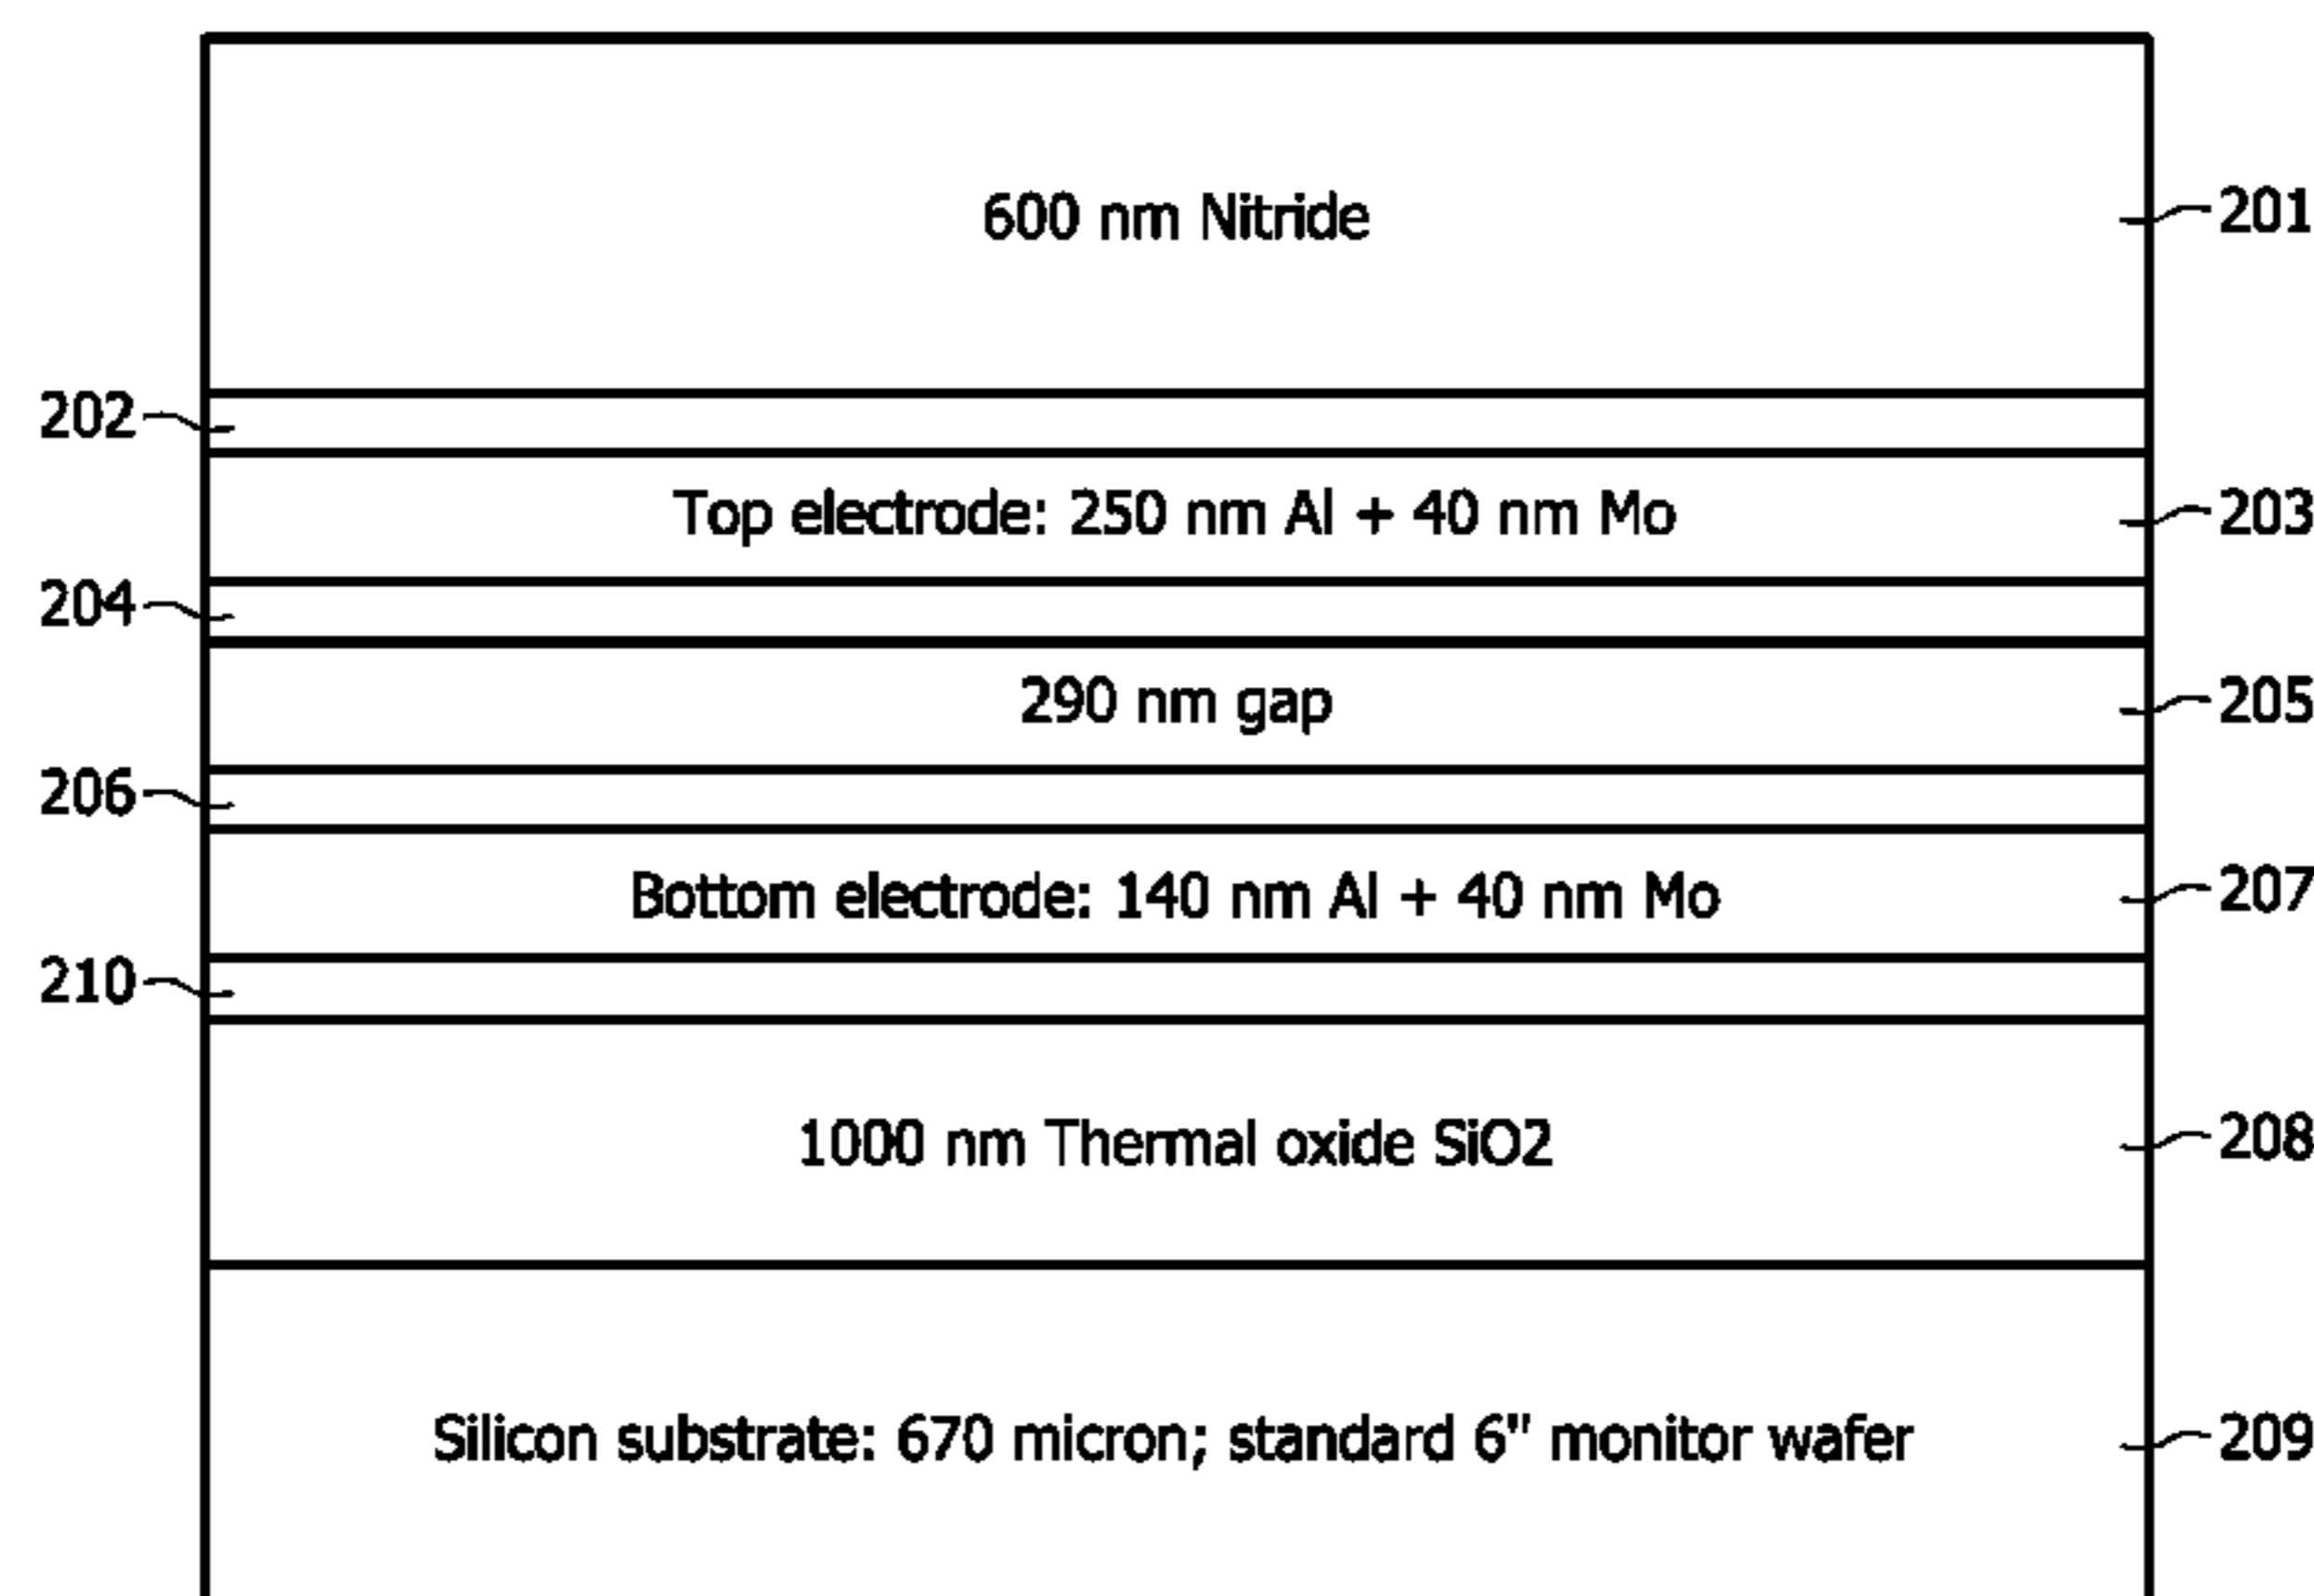 600 nm Nitride
201
202
Top electrode: 250 nm Al + 40 nm Mo
203
204
290 nm gap
205
206
Bottom electrode: 140 nm Al + 40 nm Mo
207
210
1000 nm Thermal oxide SiO2
208
Silicon substrate: 670 micron; standard 6" monitor wafer
209